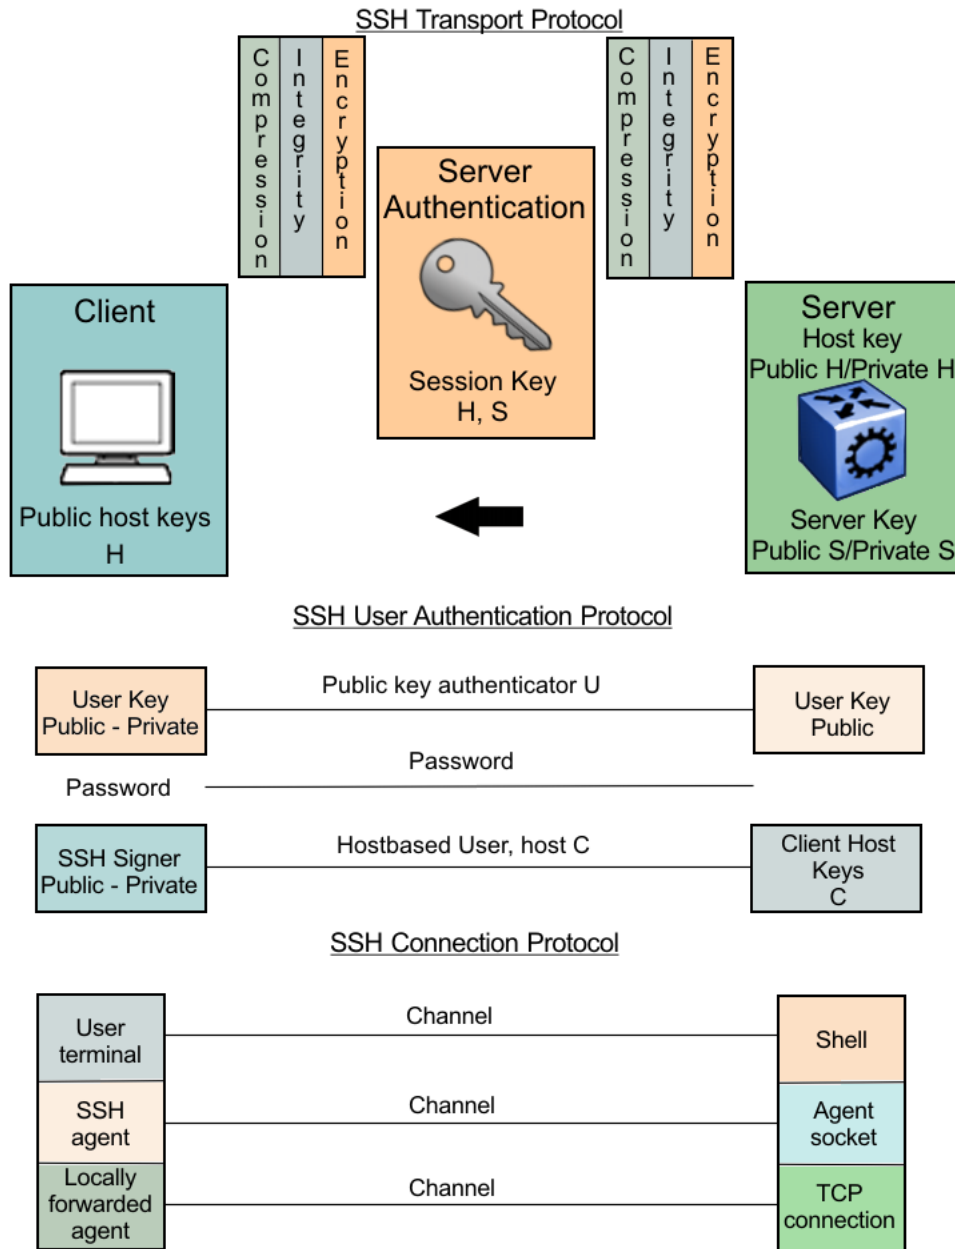 SSH Transport Protocol
Compression
Integrity
Encryption
Compression
Integrity
Encryption
Server
Authentication
Session Key
H, S
Client
Public host keys
H
Server
Host key
Public H/Private H
Server Key
Public S/Private S
SSH User Authentication Protocol
User Key
Public - Private
Public key authenticator U
User Key
Public
Password
Password
SSH Signer
Public - Private
Hostbased User, host C
Client Host
Keys
C
SSH Connection Protocol
User
terminal
Channel
Shell
SSH
agent
Channel
Agent
socket
Locally
forwarded
agent
Channel
TCP
connection